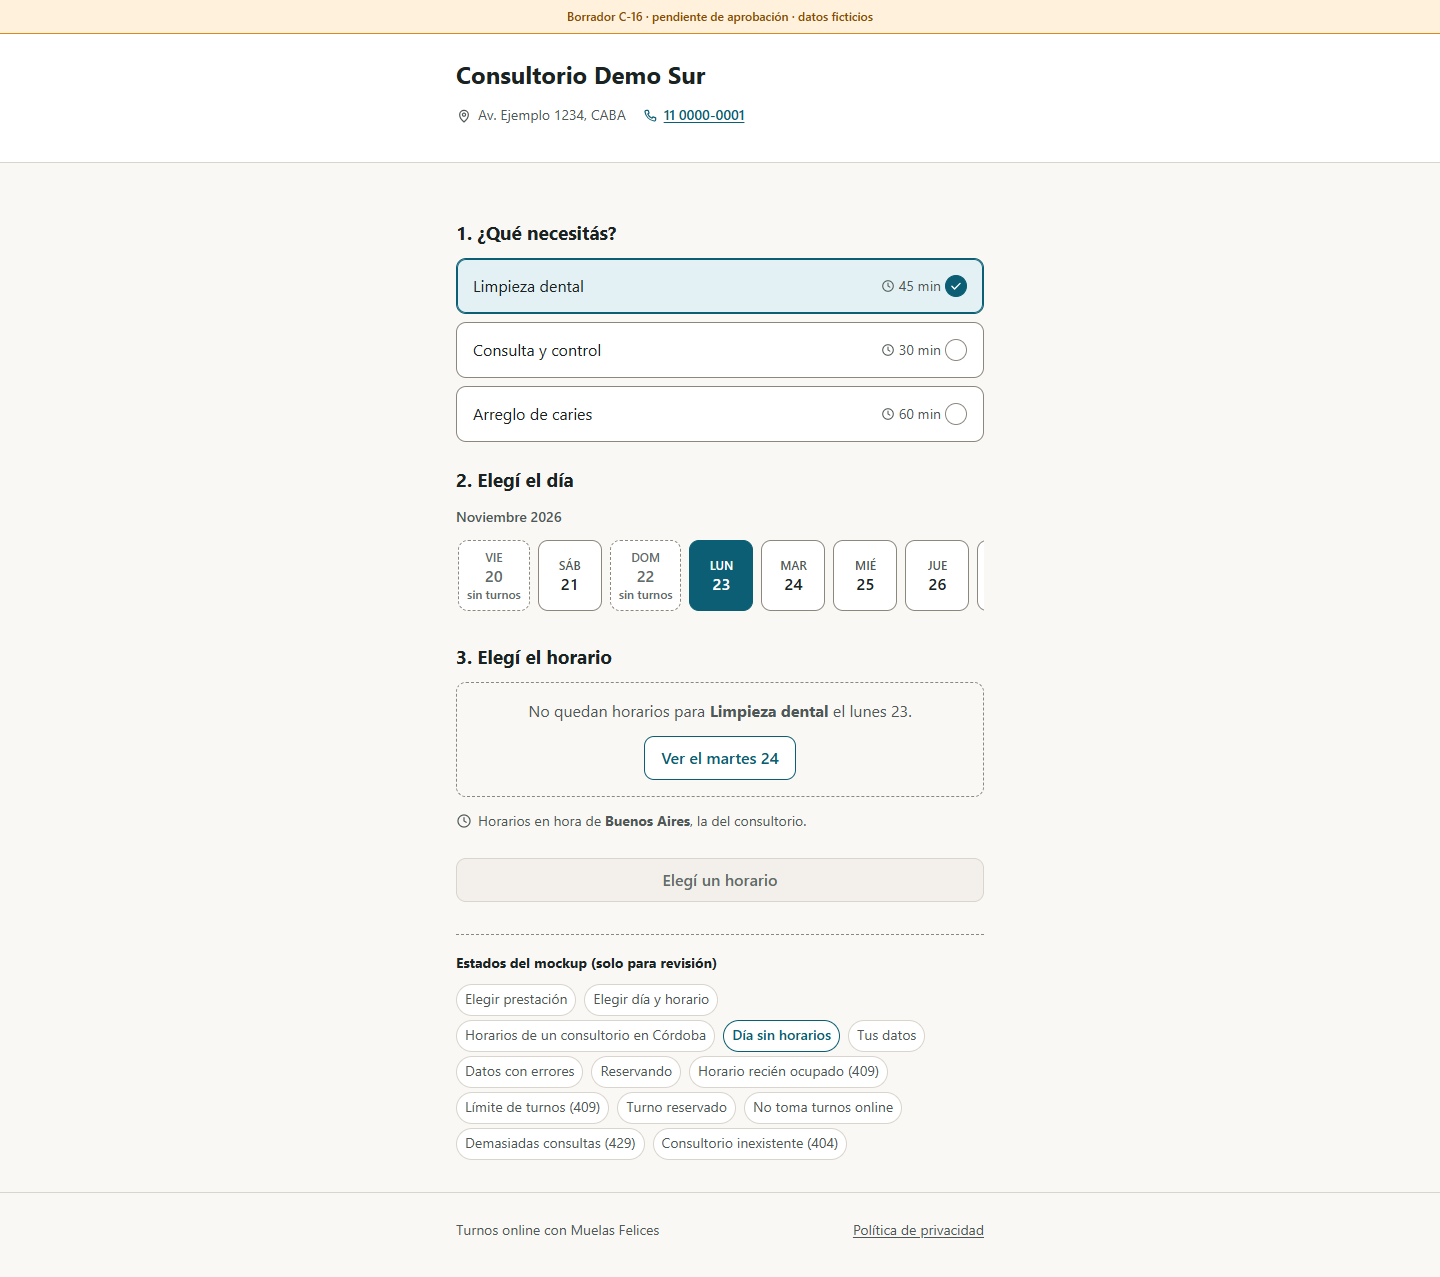 Borrador C-16 · pendiente de aprobación · datos ficticios
Consultorio Demo Sur
Av. Ejemplo 1234, CABA 11 0000-0001
1. ¿Qué necesitás?
Limpieza dental 45 min
Consulta y control 30 min
Arreglo de caries 60 min
2. Elegí el día
Noviembre 2026
VIE 20 sin turnos
SÁB 21
DOM 22 sin turnos
LUN 23
MAR 24
MIÉ 25
JUE 26
3. Elegí el horario
No quedan horarios para Limpieza dental el lunes 23.
Ver el martes 24
Horarios en hora de Buenos Aires, la del consultorio.
Elegí un horario
Estados del mockup (solo para revisión)
Elegir prestación Elegir día y horario
Horarios de un consultorio en Córdoba Día sin horarios Tus datos
Datos con errores Reservando Horario recién ocupado (409)
Límite de turnos (409) Turno reservado No toma turnos online
Demasiadas consultas (429) Consultorio inexistente (404)
Turnos online con Muelas Felices Política de privacidad